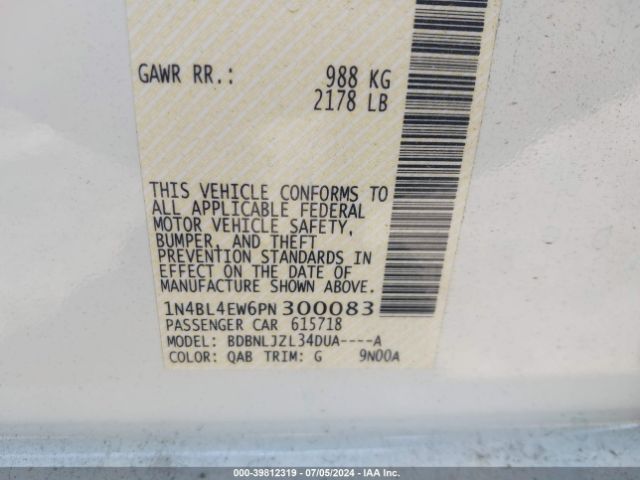 GAWR RR.: 988 KG
2178 LB
THIS VEHICLE CONFORMS TO
ALL APPLICABLE FEDERAL
MOTOR VEHICLE SAFETY,
BUMPER, AND THEFT
PREVENTION STANDARDS IN
EFFECT ON THE DATE OF
MANUFACTURE SHOWN ABOVE.
1N4BL4EW6PN300083
PASSENGER CAR 615718
MODEL: BDBNLJZL34DUA----A
COLOR: QAB TRIM: G 9N00A
000-39812319 - 07/05/2024 - IAA Inc.